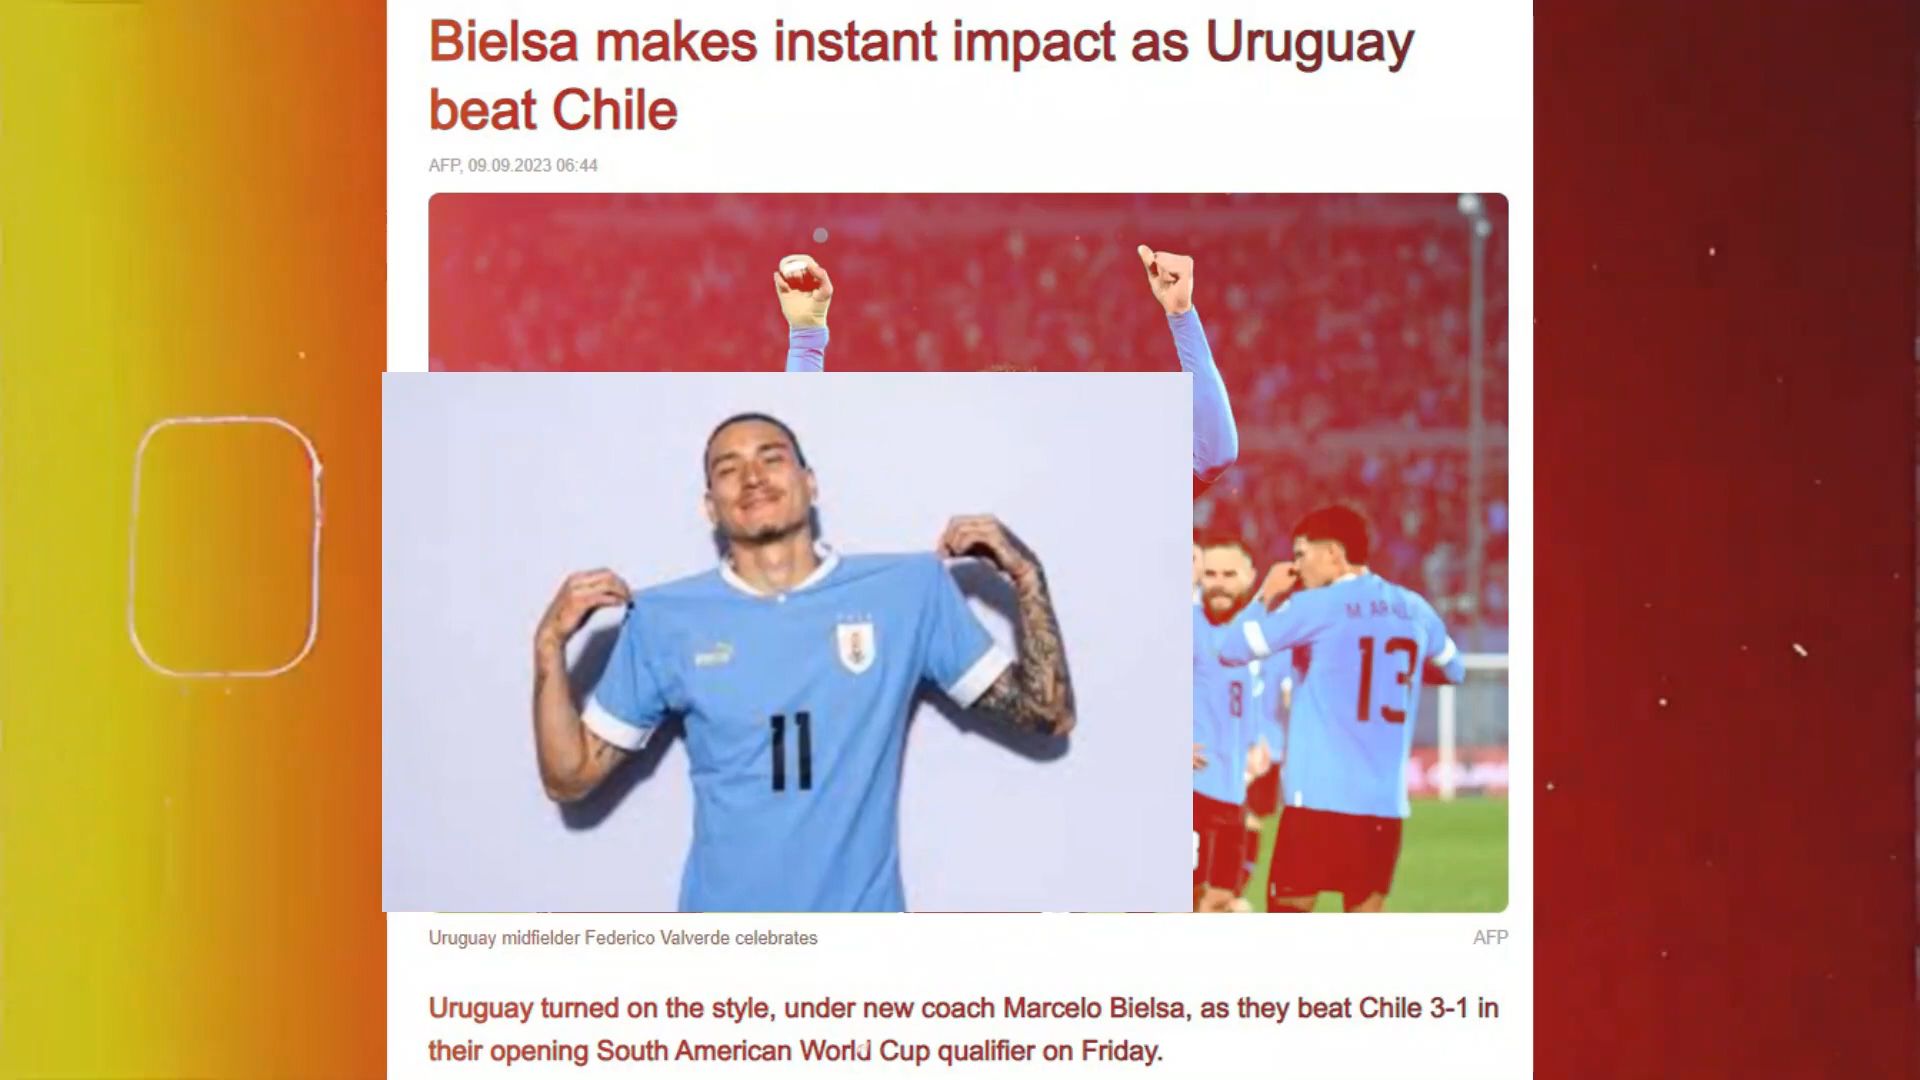 Bielsa makes instant impact as Uruguay
beat Chile
AFP, 09.09.2023 06:44
11
13
Uruguay midfielder Federico Valverde celebrates
AFP
Uruguay turned on the style, under new coach Marcelo Bielsa, as they beat Chile 3-1 in
their opening South American World Cup qualifier on Friday.